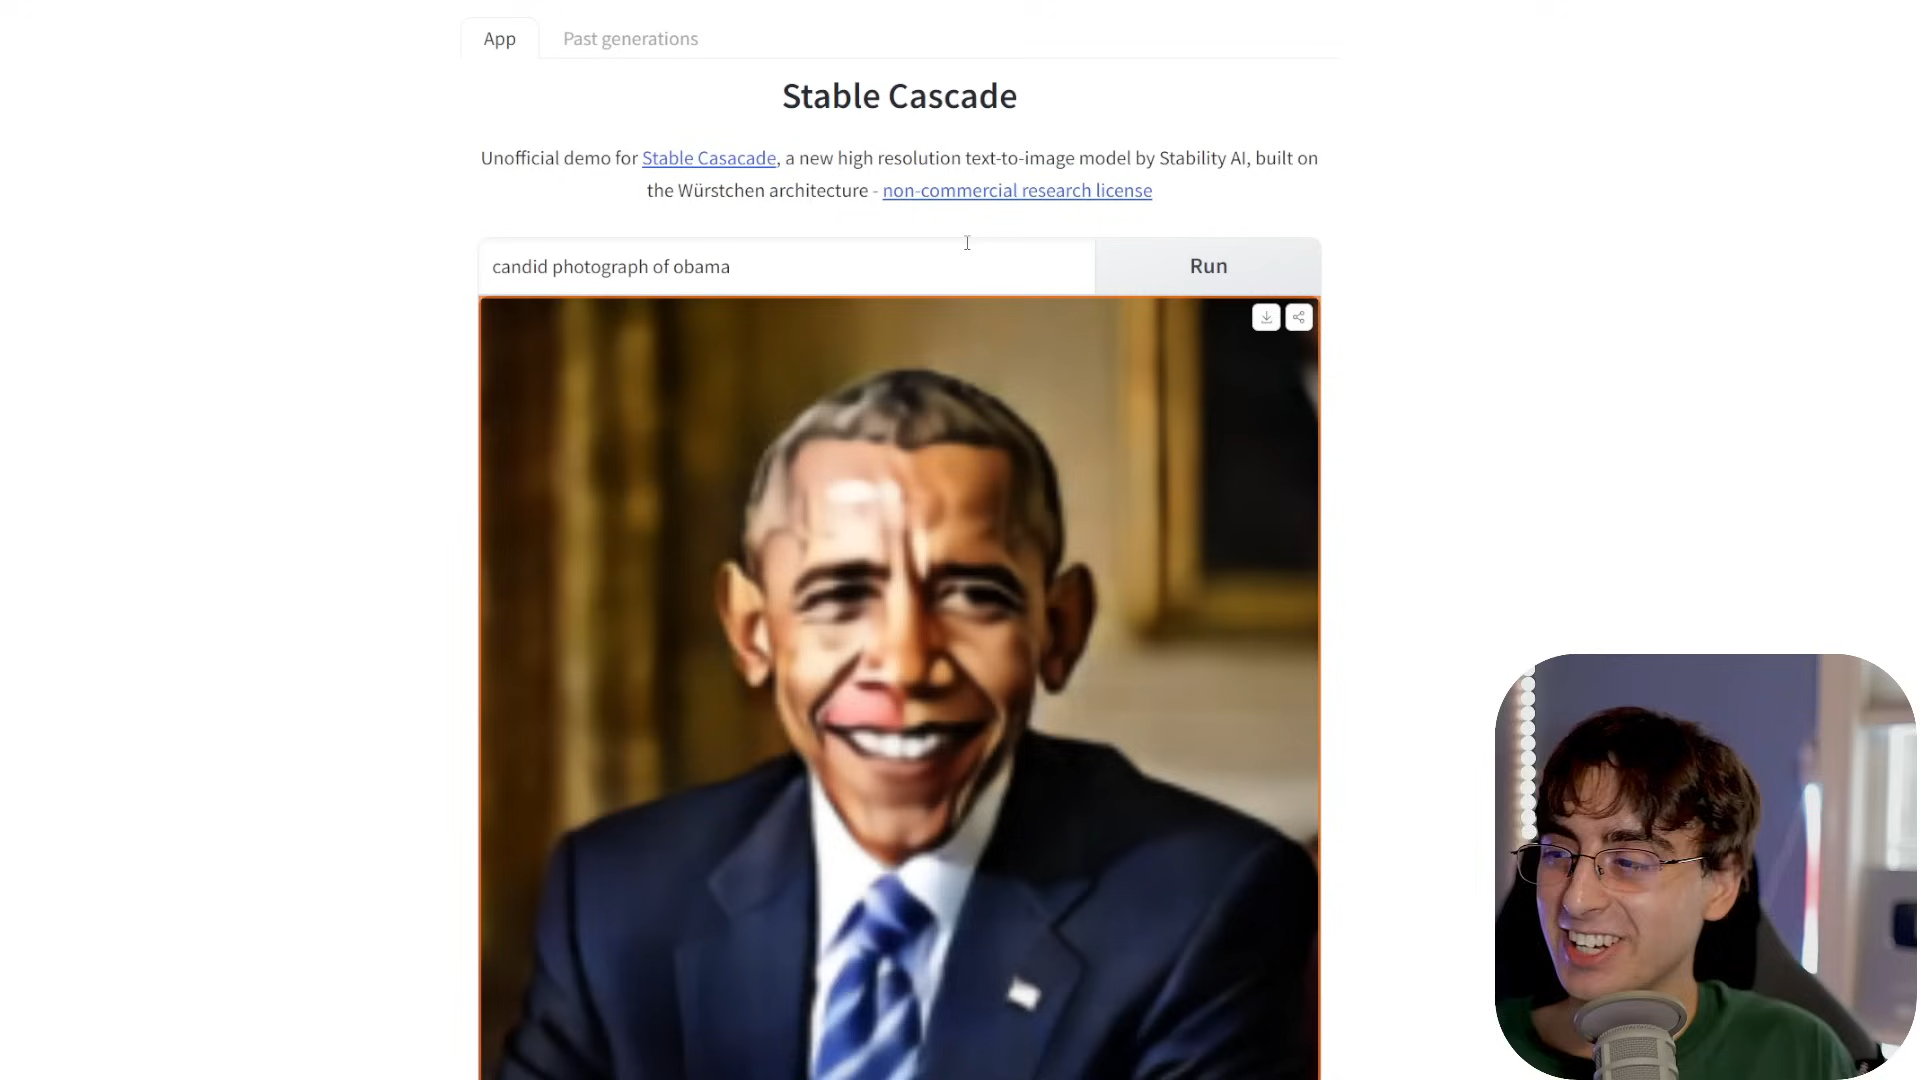 App
Past generations
Stable Cascade
Unofficial demo for Stable Casacade, a new high resolution text-to-image model by Stability AI, built on
the Würstchen architecture - non-commercial research license
candid photograph of obama
Run